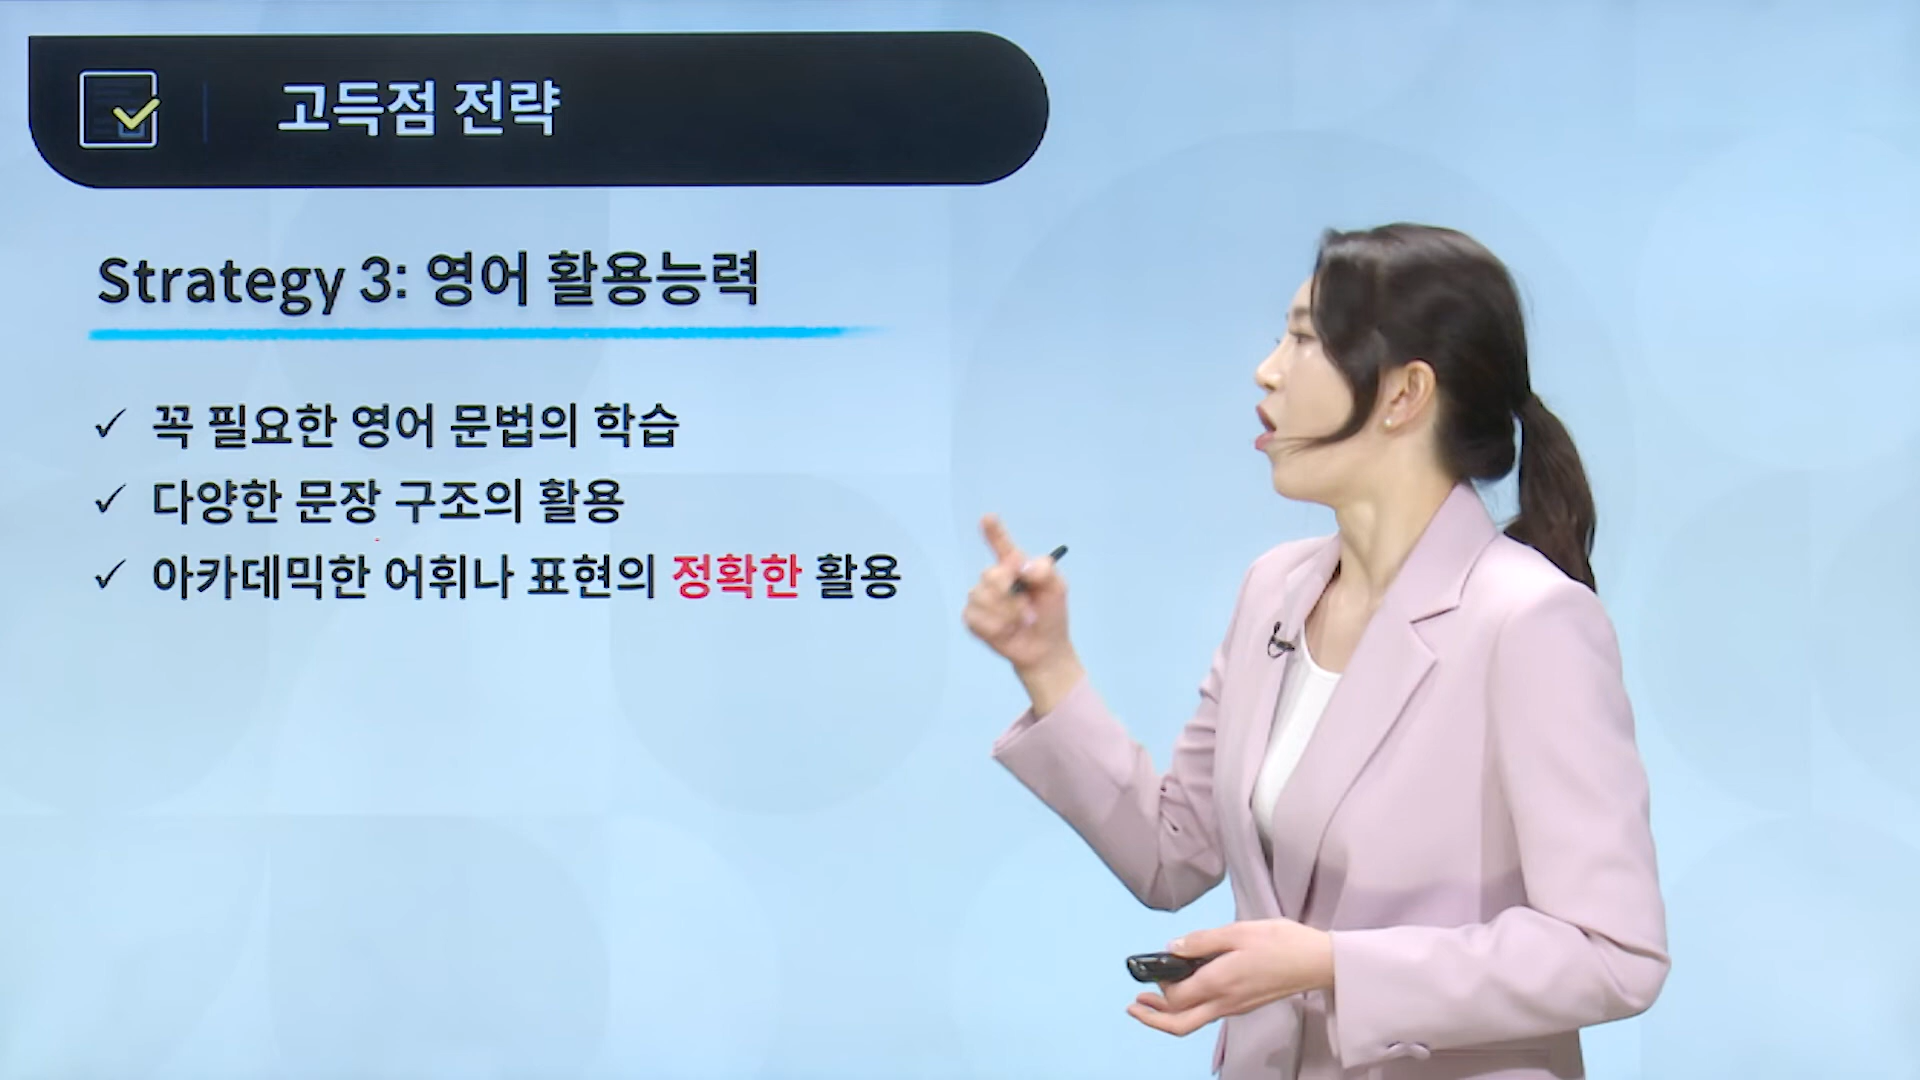 고득점 전략
Strategy 3: 영어 활용능력
✓ 꼭 필요한 영어 문법의 학습
✓ 다양한 문장 구조의 활용
✓ 아카데믹한 어휘나 표현의 정확한 활용